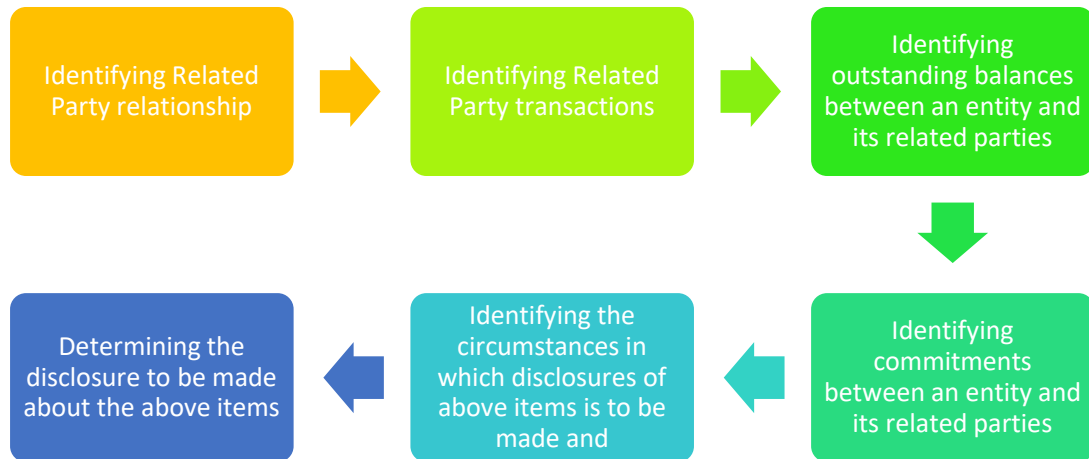 Identifying Related
Party relationship
Identifying Related
Party transactions
Identifying
outstanding balances
between an entity and
its related parties
Identifying
commitments
between an entity and
its related parties
Identifying the
circumstances in
which disclosures of
above items is to be
made and
Determining the
disclosure to be made
about the above items